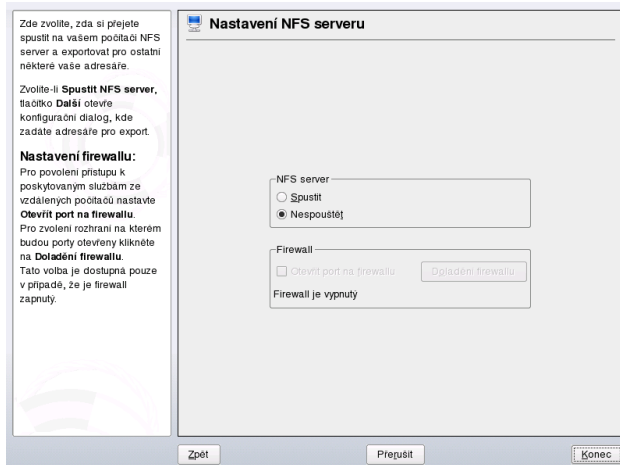 Zde zvolíte, zda si přejete
spustit na vašem počítači NFS
server a exportovat pro ostatní
některé vaše adresáře.
Zvolíte-li Spustit NFS server,
tlačítko Další otevře
konfigurační dialog, kde
zadáte adresáře pro export.
Nastavení firewallu:
Pro povolení přístupu k
poskytovaným službám ze
vzdálených počítačů nastavte
Otevřít port na firewallu.
Pro zvolení rozhraní na kterém
budou porty otevřeny klikněte
na Doladění firewallu.
Tato volba je dostupná pouze
v případě, že je firewall
zapnutý.
Nastavení NFS serveru
NFS server
Spustit
Nespouštět
Firewall
Otevřít port na firewallu
Doladění firewallu
Firewall je vypnutý
Zpět
Přerušit
Konec